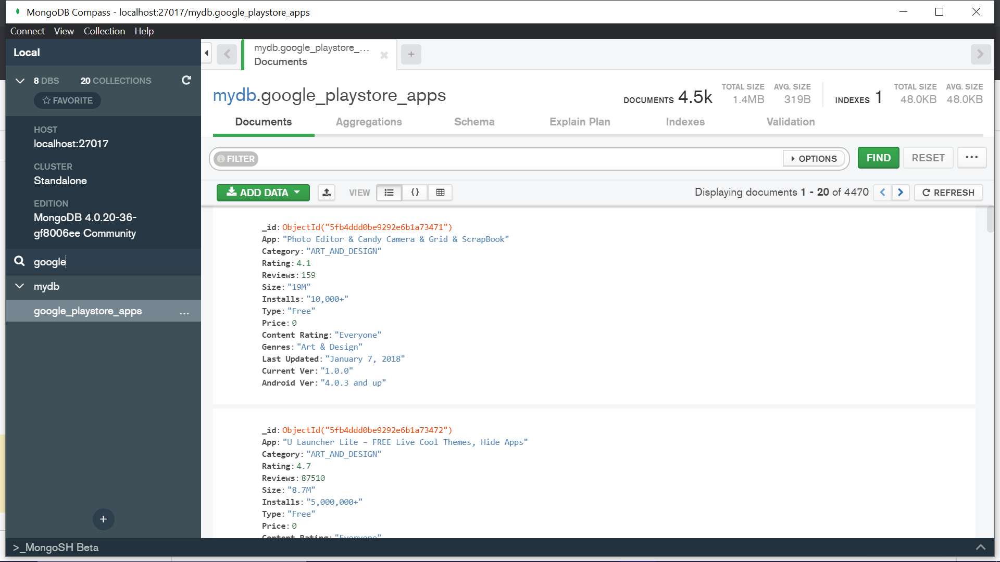 MongoDB Compass - localhost:27017/mydb.google_playstore_apps
Connect View Collection Help
Local
8 DBS 20 COLLECTIONS
FAVORITE
HOST
localhost:27017
CLUSTER
Standalone
EDITION
MongoDB 4.0.20-36-
gf8006ee Community
google
mydb
google_playstore_apps ...
>_MongoSH Beta
mydb.google_playstore_...
Documents
mydb.google_playstore_apps
DOCUMENTS 4.5k TOTAL SIZE 1.4MB AVG. SIZE 319B INDEXES 1 TOTAL SIZE 48.0KB AVG. SIZE 48.0KB
Documents Aggregations Schema Explain Plan Indexes Validation
FILTER OPTIONS FIND RESET ...
ADD DATA VIEW {} Displaying documents 1 - 20 of 4470 REFRESH
_id: ObjectId("5fb4ddd0be9292e6b1a73471")
App: "Photo Editor & Candy Camera & Grid & ScrapBook"
Category: "ART_AND_DESIGN"
Rating: 4.1
Reviews: 159
Size: "19M"
Installs: "10,000+"
Type: "Free"
Price: 0
Content Rating: "Everyone"
Genres: "Art & Design"
Last Updated: "January 7, 2018"
Current Ver: "1.0.0"
Android Ver: "4.0.3 and up"
_id: ObjectId("5fb4ddd0be9292e6b1a73472")
App: "U Launcher Lite – FREE Live Cool Themes, Hide Apps"
Category: "ART_AND_DESIGN"
Rating: 4.7
Reviews: 87510
Size: "8.7M"
Installs: "5,000,000+"
Type: "Free"
Price: 0
Content Rating: "Everyone"